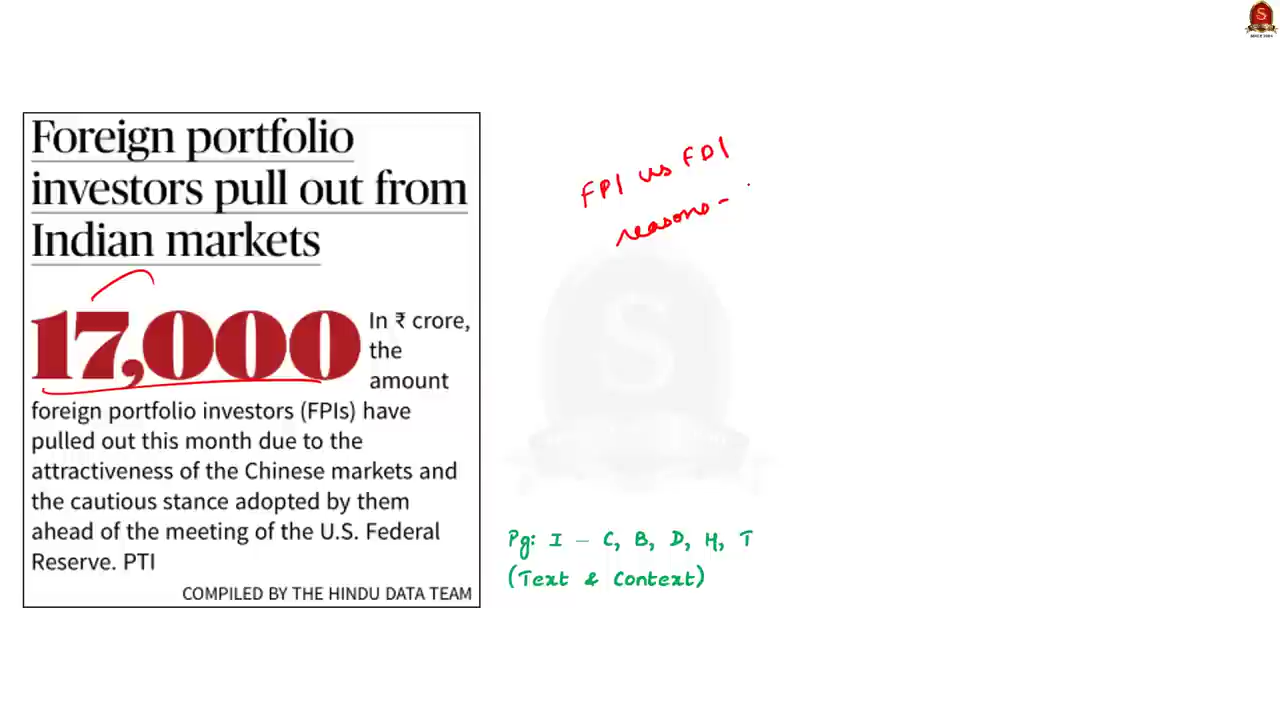 Foreign portfolio
investors pull out from
Indian markets
17,000
In ₹ crore,
the
amount
foreign portfolio investors (FPIs) have
pulled out this month due to the
attractiveness of the Chinese markets and
the cautious stance adopted by them
ahead of the meeting of the U.S. Federal
Reserve. PTI
COMPILED BY THE HINDU DATA TEAM
FPI vs FDI
reasons -
Pg: I - C, B, D, H, T
(Text & Context)
S